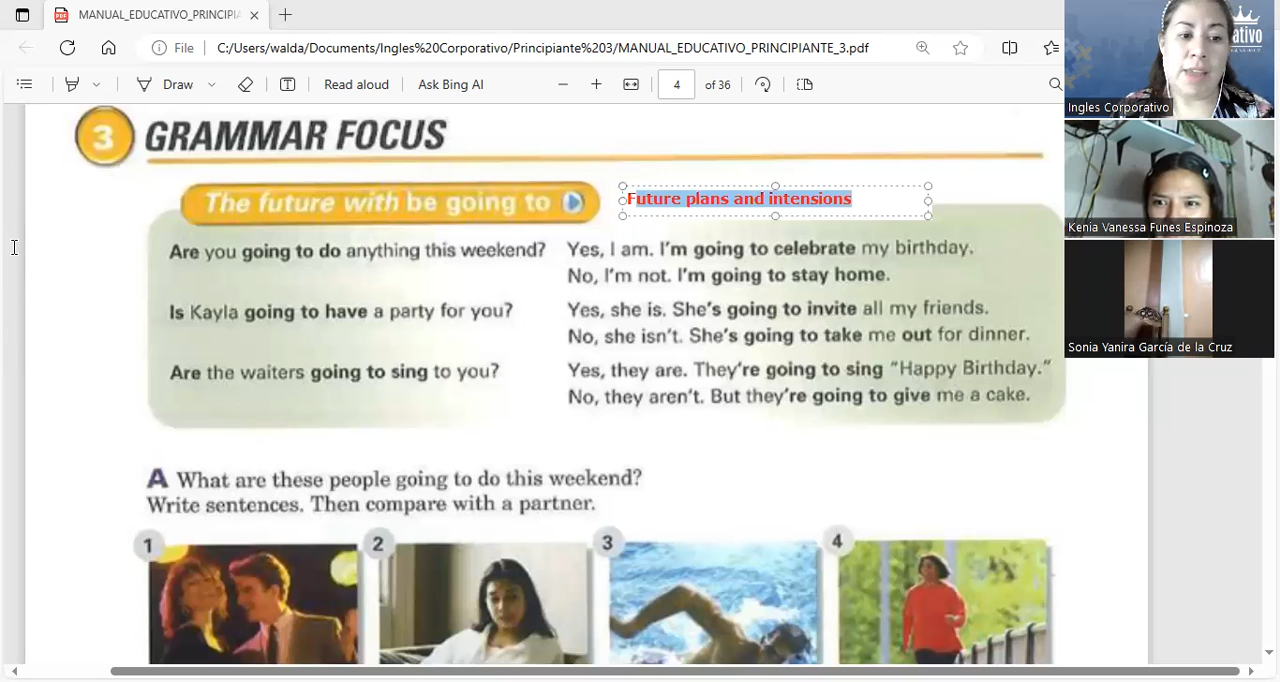 MANUAL_EDUCATIVO_PRINCIPIA
File
C:/Users/walda/Documents/Ingles%20Corporativo/Principante%203/MANUAL_EDUCATIVO_PRINCIPIANTE_3.pdf
Draw
Read aloud
Ask Bing AI
4 of 36
3 GRAMMAR FOCUS
The future with be going to
Future plans and intensions
Are you going to do anything this weekend? Yes, I am. I'm going to celebrate my birthday.
No, I'm not. I'm going to stay home.
Is Kayla going to have a party for you? Yes, she is. She's going to invite all my friends.
No, she isn't. She's going to take me out for dinner.
Are the waiters going to sing to you? Yes, they are. They're going to sing “Happy Birthday.”
No, they aren't. But they're going to give me a cake.
A What are these people going to do this weekend?
Write sentences. Then compare with a partner.
1 2 3 4
ativo
Ingles Corporativo
Kenia Vanessa Funes Espinoza
Sonia Yanira García de la Cruz